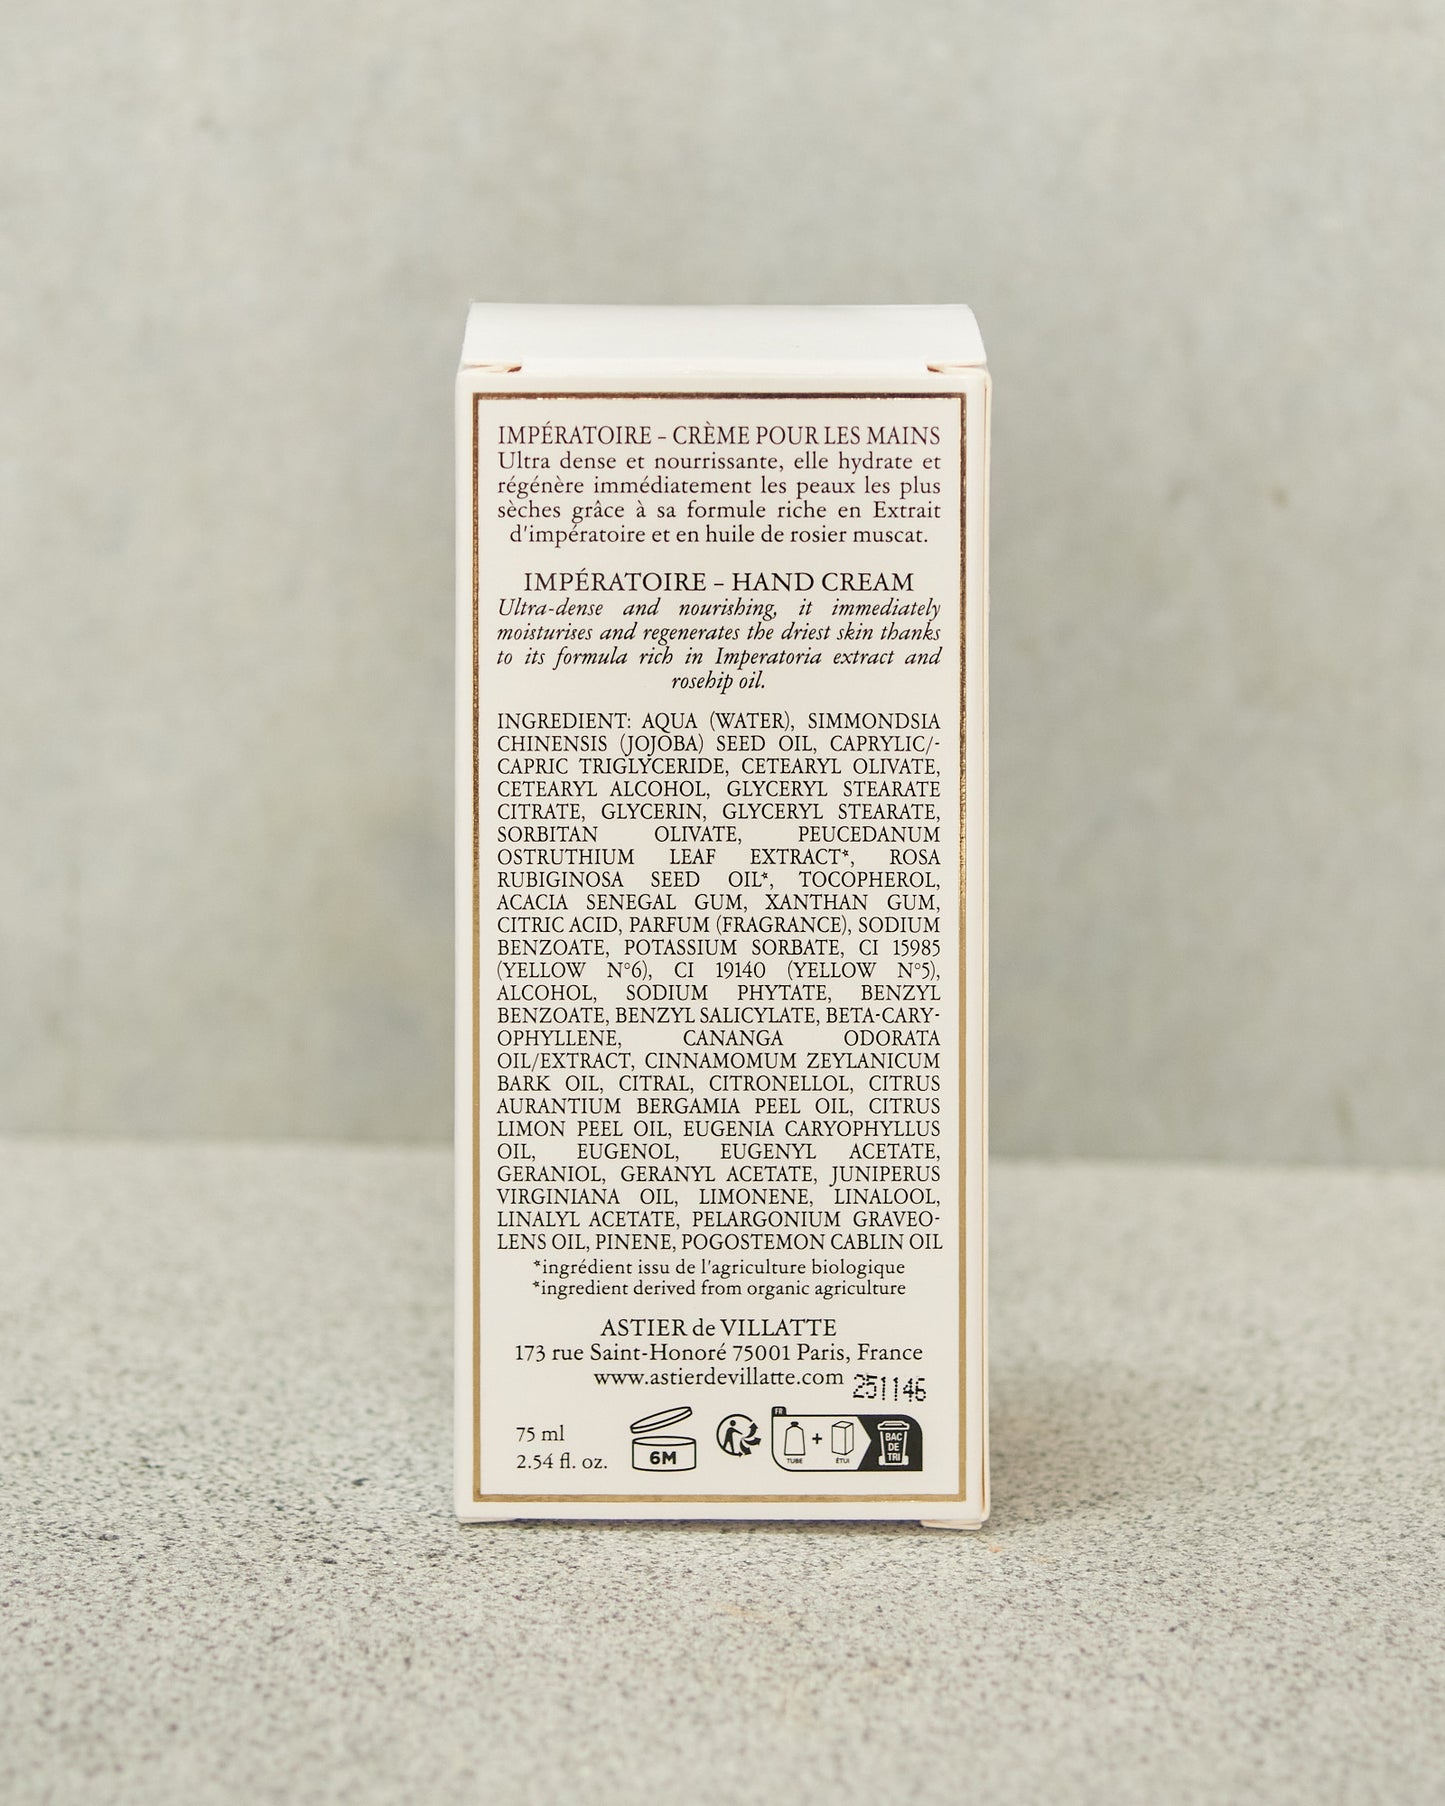 IMPÉRATOIRE – CRÈME POUR LES MAINS
Ultra dense et nourrissante, elle hydrate et
régénère immédiatement les peaux les plus
sèches grâce à sa formule riche en Extrait
d'impératoire et en huile de rosier muscat.
IMPÉRATOIRE – HAND CREAM
Ultra-dense and nourishing, it immediately
moisturises and regenerates the driest skin thanks
to its formula rich in Imperatoria extract and
rosehip oil.
INGREDIENT: AQUA (WATER), SIMMONDSIA
CHINENSIS (JOJOBA) SEED OIL, CAPRYLIC/-
CAPRIC TRIGLYCERIDE, CETEARYL OLIVATE,
CETEARYL ALCOHOL, GLYCERYL STEARATE
CITRATE, GLYCERIN, GLYCERYL STEARATE,
SORBITAN OLIVATE, PEUCEDANUM
OSTRUTHIUM LEAF EXTRACT*, ROSA
RUBIGINOSA SEED OIL*, TOCOPHEROL,
ACACIA SENEGAL GUM, XANTHAN GUM,
CITRIC ACID, PARFUM (FRAGRANCE), SODIUM
BENZOATE, POTASSIUM SORBATE, CI 15985
(YELLOW N°6), CI 19140 (YELLOW N°5),
ALCOHOL, SODIUM PHYTATE, BENZYL
BENZOATE, BENZYL SALICYLATE, BETA-CARY-
OPHYLLENE, CANANGA ODORATA
OIL/EXTRACT, CINNAMOMUM ZEYLANICUM
BARK OIL, CITRAL, CITRONELLOL, CITRUS
AURANTIUM BERGAMIA PEEL OIL, CITRUS
LIMON PEEL OIL, EUGENIA CARYOPHYLLUS
OIL, EUGENOL, EUGENYL ACETATE,
GERANIOL, GERANYL ACETATE, JUNIPERUS
VIRGINIANA OIL, LIMONENE, LINALOOL,
LINALYL ACETATE, PELARGONIUM GRAVEO-
LENS OIL, PINENE, POGOSTEMON CABLIN OIL
*ingrédient issu de l'agriculture biologique
*ingredient derived from organic agriculture
ASTIER de VILLATTE
173 rue Saint-Honoré 75001 Paris, France
www.astierdevillatte.com 251146
75 ml
2.54 fl. oz.
6M
FR
TUBE + ÉTUI
BAC
DE
TRI